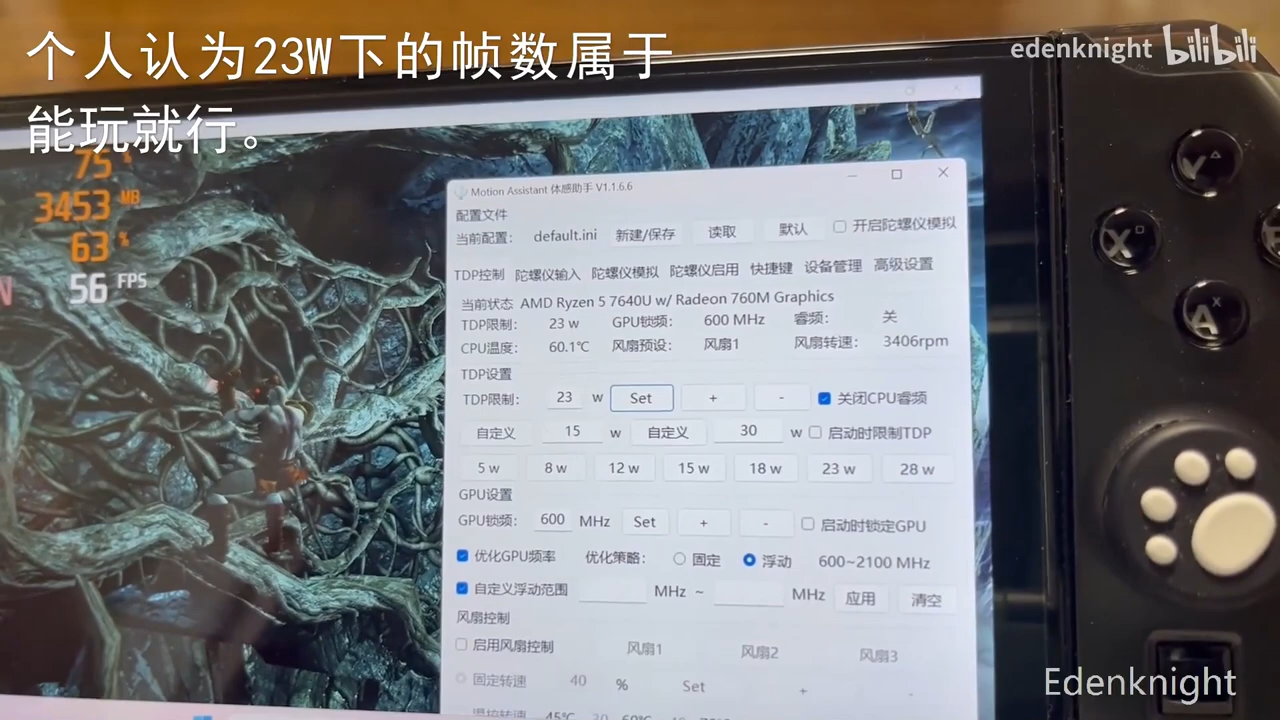 个人认为23W下的帧数属于
能玩就行。
edenknight bilibili
75 %
3453 MB
63 %
N 56 FPS
Motion Assistant 体感助手 V1.1.6.6
配置文件
当前配置: default.ini 新建/保存 读取 默认 开启陀螺仪模拟
TDP控制 陀螺仪输入 陀螺仪模拟 陀螺仪启用 快捷键 设备管理 高级设置
当前状态 AMD Ryzen 5 7640U w/ Radeon 760M Graphics
TDP限制: 23 w GPU锁频: 600 MHz 睿频: 关
CPU温度: 60.1℃ 风扇预设: 风扇1 风扇转速: 3406rpm
TDP设置
TDP限制: 23 w Set + - 关闭CPU睿频
自定义 15 w 自定义 30 w 启动时限制TDP
5 w 8 w 12 w 15 w 18 w 23 w 28 w
GPU设置
GPU锁频: 600 MHz Set + - 启动时锁定GPU
优化GPU频率 优化策略: 固定 浮动 600~2100 MHz
自定义浮动范围 MHz ~ MHz 应用 清空
风扇控制
启用风扇控制 风扇1 风扇2 风扇3
固定转速 40 % Set + -
Y
X
A
Edenknight